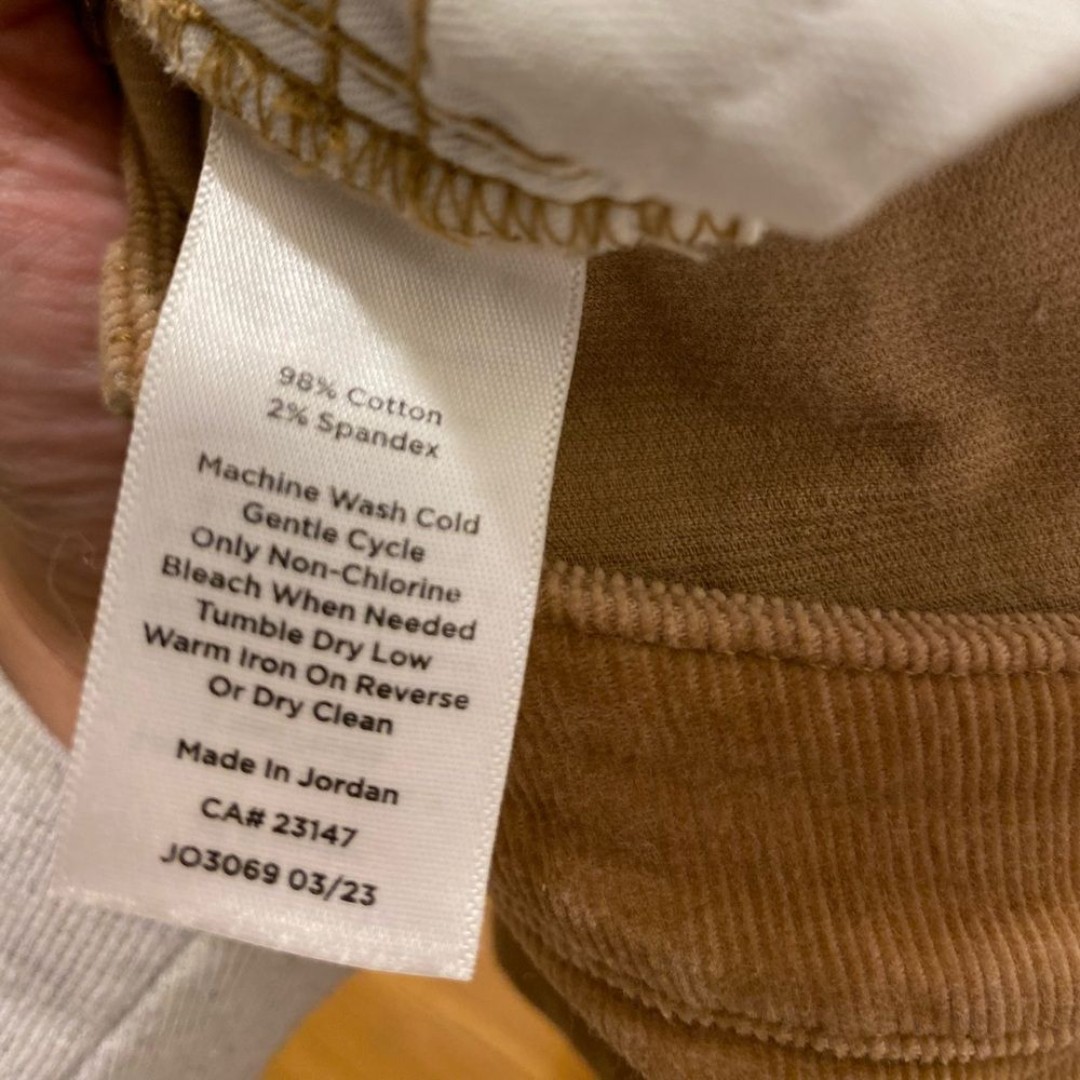 98% Cotton
2% Spandex
Machine Wash Cold
Gentle Cycle
Only Non-Chlorine
Bleach When Needed
Tumble Dry Low
Warm Iron On Reverse
Or Dry Clean
Made In Jordan
CA# 23147
JO3069 03/23